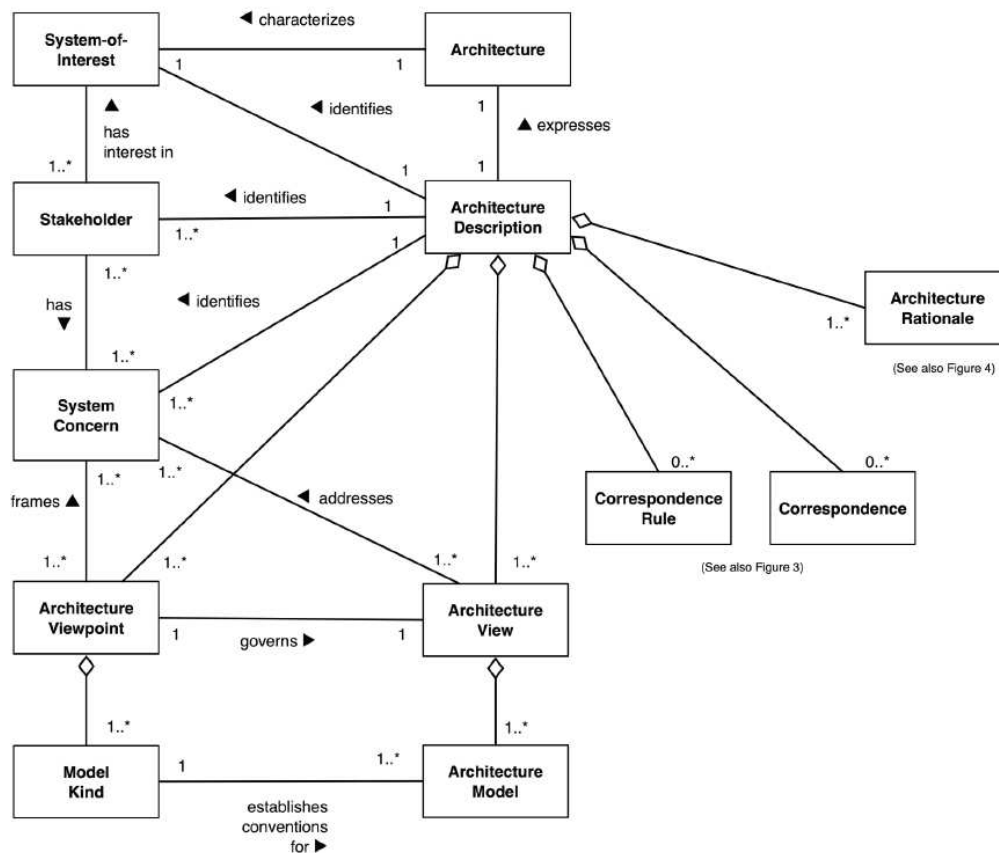 System-of-
Interest
◄ characterizes
Architecture
1
1
1
◄ identifies
▲
has
interest in
▲ expresses
1..*
1
1
Stakeholder
◄ identifies
1
1..*
Architecture
Description
1..*
1
has
▼
◄ identifies
Architecture
Rationale
1..*
(See also Figure 4)
1..*
1..*
System
Concern
1..*
1..*
0..*
0..*
frames ▲
◄ addresses
Correspondence
Rule
Correspondence
1..*
1..*
1..*
1..*
(See also Figure 3)
Architecture
Viewpoint
1
governs ►
1
Architecture
View
1..*
1..*
Model
Kind
1
1..*
Architecture
Model
establishes
conventions
for ►